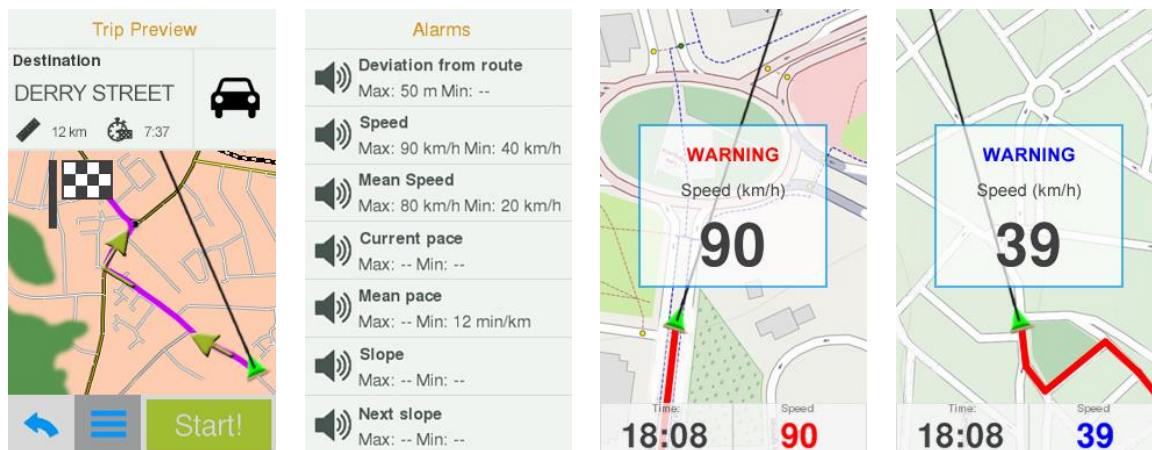 Trip Preview
Destination
DERRY STREET
12 km 7:37
Start!
Alarms
Deviation from route
Max: 50 m Min: --
Speed
Max: 90 km/h Min: 40 km/h
Mean Speed
Max: 80 km/h Min: 20 km/h
Current pace
Max: -- Min: --
Mean pace
Max: -- Min: 12 min/km
Slope
Max: -- Min: --
Next slope
Max: -- Min: --
WARNING
Speed (km/h)
90
Time: Speed
18:08 90
WARNING
Speed (km/h)
39
Time: Speed
18:08 39